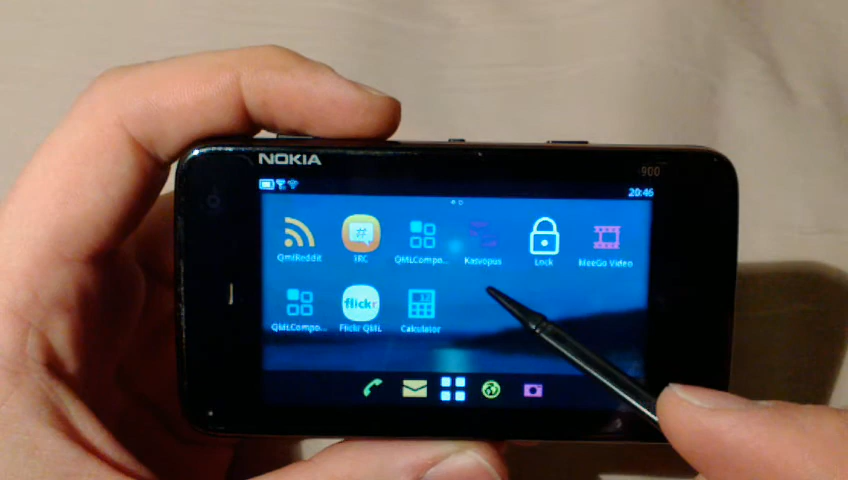 NOKIA
900
20:46
QmlReddit
IRC
QMLCompo...
Kasvopus
Lock
MeeGo Video
QMLCompo...
flickr
Flickr QML
Calculator